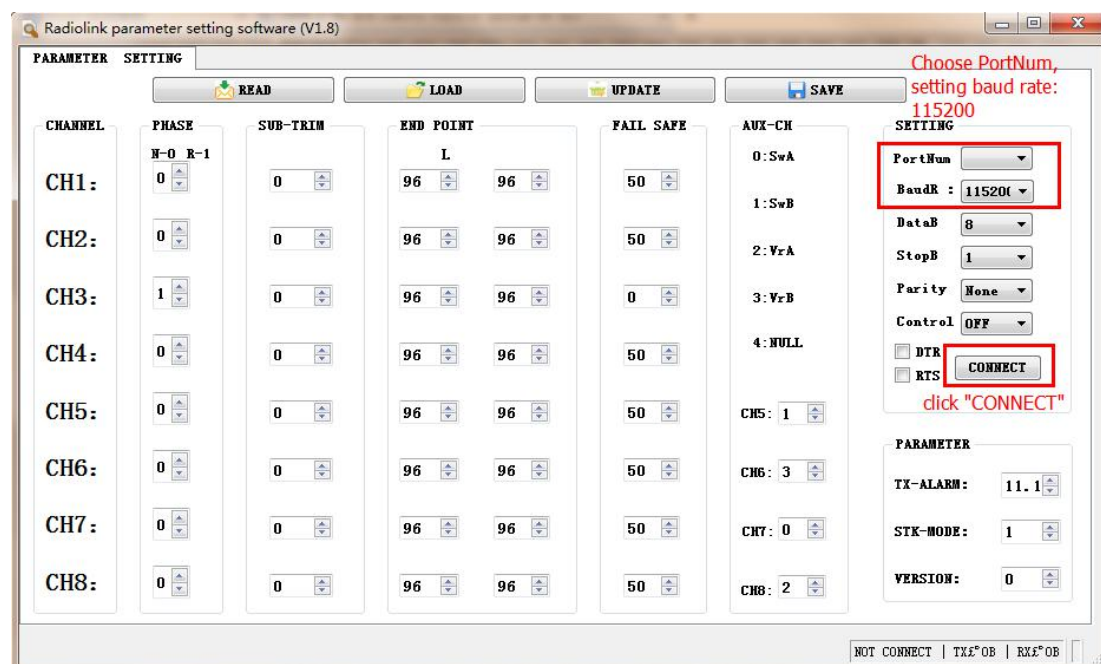 Radiolink parameter setting software (V1.8)
PARAMETER SETTING
Choose PortNum,
setting baud rate:
115200
READ LOAD UPDATE SAVE
CHANNEL PHASE SUB-TRIM END POINT FAIL SAFE AUX-CH SETTING
N-0 R-1 L 0:SwA PortNum
CH1: 0 0 96 96 50
BaudR : 11520(
1:SwB
DataB 8
CH2: 0 0 96 96 50
2:VrA StopB 1
Parity None
CH3: 1 0 96 96 0 3:VrB
Control OFF
4:NULL
CH4: 0 0 96 96 50 DTR
CONNECT
RTS
click "CONNECT"
CH5: 0 0 96 96 50 CH5: 1
PARAMETER
CH6: 0 0 96 96 50 CH6: 3
TX-ALARM: 11.1
CH7: 0 0 96 96 50 CH7: 0 STK-MODE: 1
CH8: 0 0 96 96 50 CH8: 2 VERSION: 0
NOT CONNECT | TX£ºOB | RX£ºOB